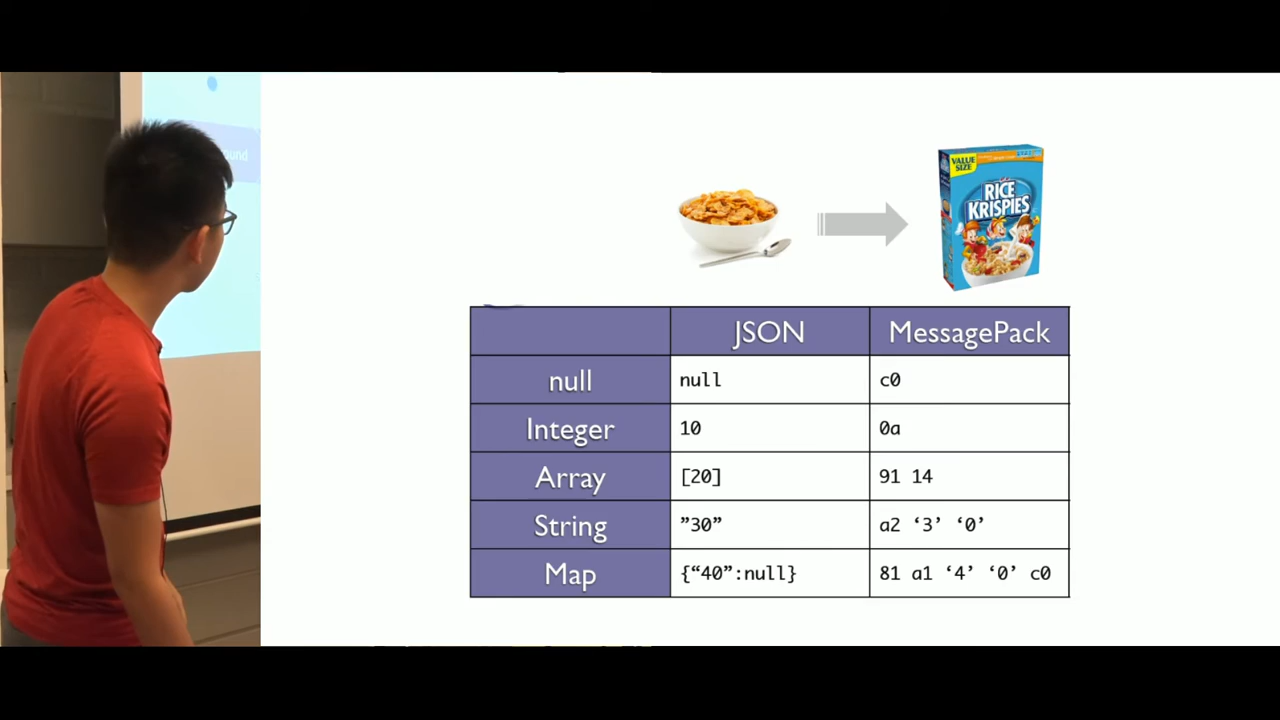 ound
VALUE
SIZE
RICE
KRISPIES
JSON MessagePack
null null c0
Integer 10 0a
Array [20] 91 14
String ”30” a2 ‘3’ ‘0’
Map {“40”:null} 81 a1 ‘4’ ‘0’ c0